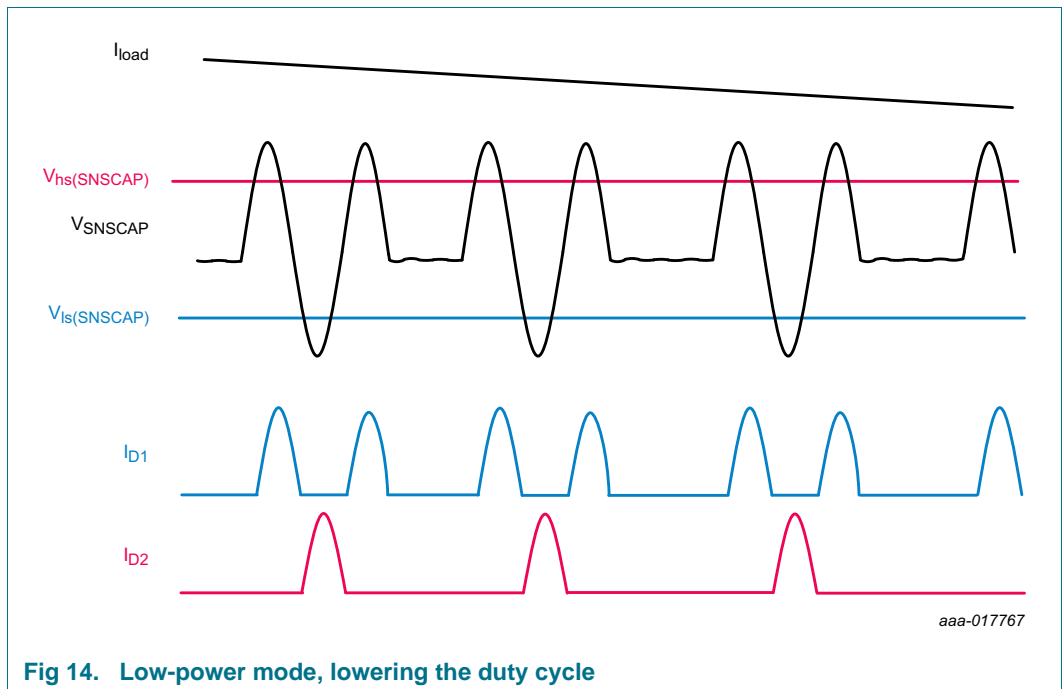 Iload
Vhs(SNSCAP)
VSNSCAP
Vls(SNSCAP)
ID1
ID2
aaa-017767
Fig 14. Low-power mode, lowering the duty cycle